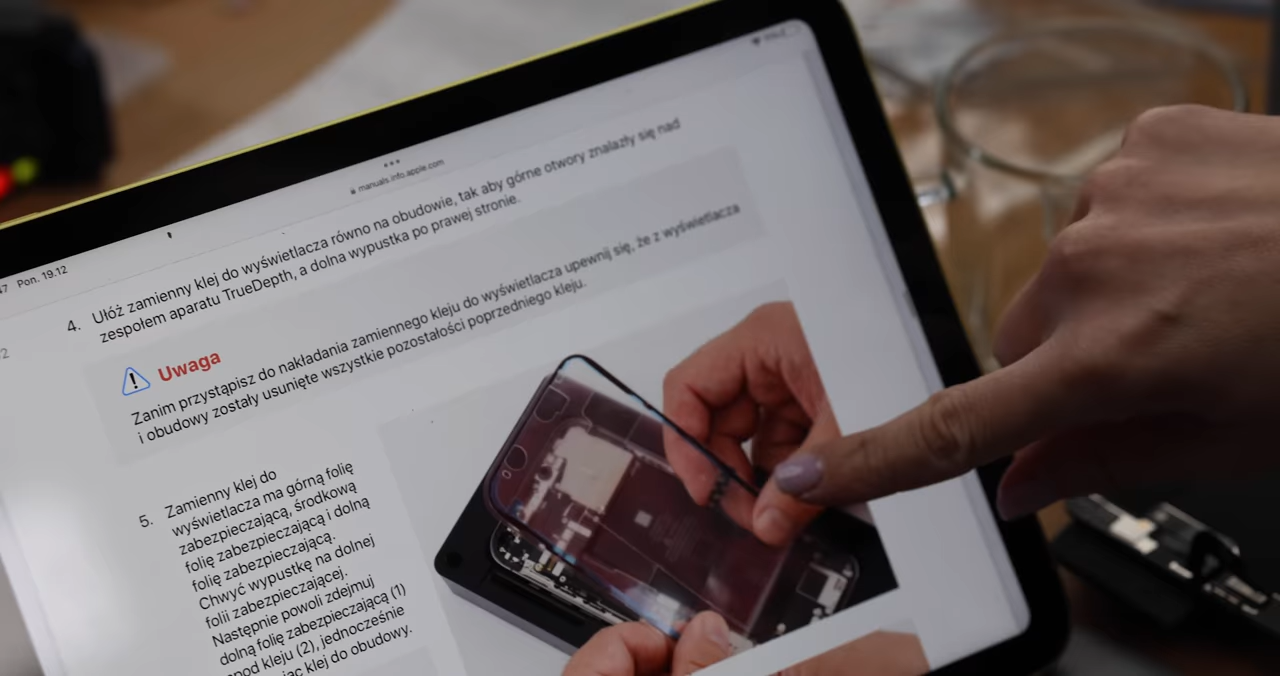 Pon. 19.12
manuals.info.apple.com
4. Ułóż zamienny klej do wyświetlacza równo na obudowie, tak aby górne otwory znalazły się nad
zespołem aparatu TrueDepth, a dolna wypustka po prawej stronie.
Uwaga
Zanim przystąpisz do nakładania zamiennego kleju do wyświetlacza upewnij się, że z wyświetlacza
i obudowy zostały usunięte wszystkie pozostałości poprzedniego kleju.
5. Zamienny klej do
wyświetlacza ma górną folię
zabezpieczającą, środkową
folię zabezpieczającą i dolną
folię zabezpieczającą.
Chwyć wypustkę na dolnej
folii zabezpieczającej.
Następnie powoli zdejmuj
dolną folię zabezpieczającą (1)
spod kleju (2), jednocześnie
klej do obudowy.